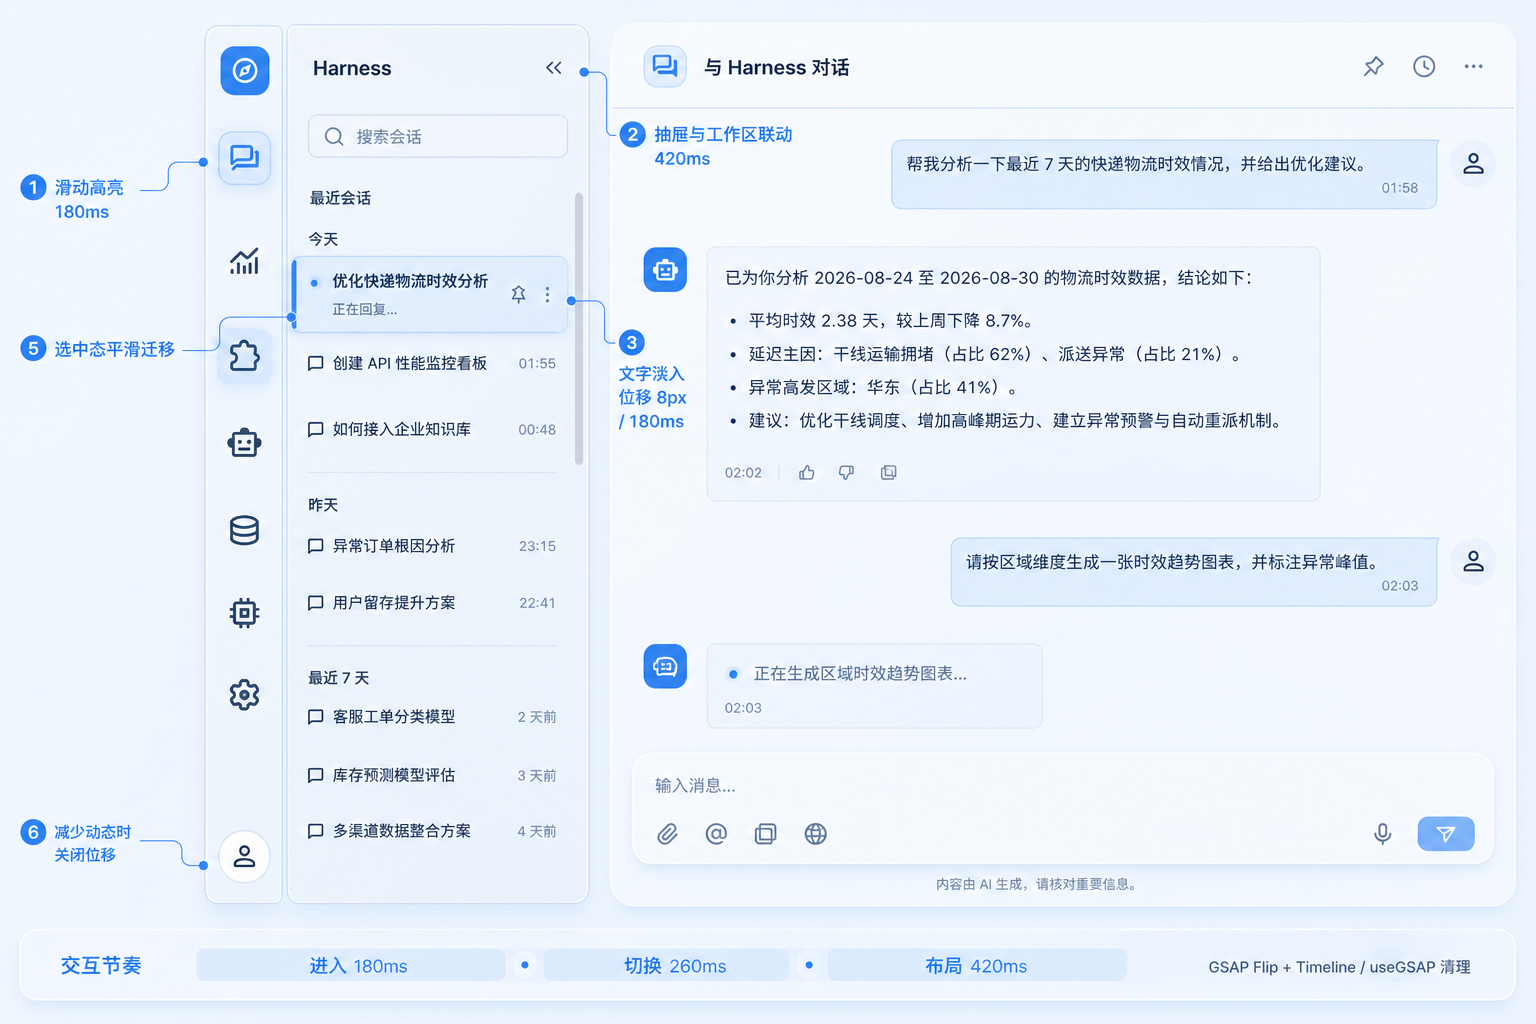 Harness
搜索会话
最近会话
今天
优化快递物流时效分析
正在回复...
创建 API 性能监控看板 01:55
如何接入企业知识库 00:48
昨天
异常订单根因分析 23:15
用户留存提升方案 22:41
最近 7 天
客服工单分类模型 2 天前
库存预测模型评估 3 天前
多渠道数据整合方案 4 天前
1 滑动高亮
180ms
5 选中态平滑迁移
6 减少动态时
关闭位移
2 抽屉与工作区联动
420ms
3
文字淡入
位移 8px
/ 180ms
与 Harness 对话
帮我分析一下最近 7 天的快递物流时效情况，并给出优化建议。
01:58
已为你分析 2026-08-24 至 2026-08-30 的物流时效数据，结论如下：
• 平均时效 2.38 天，较上周下降 8.7%。
• 延迟主因：干线运输拥堵（占比 62%）、派送异常（占比 21%）。
• 异常高发区域：华东（占比 41%）。
• 建议：优化干线调度、增加高峰期运力、建立异常预警与自动重派机制。
02:02
请按区域维度生成一张时效趋势图表，并标注异常峰值。
02:03
正在生成区域时效趋势图表...
02:03
输入消息...
内容由 AI 生成，请核对重要信息。
交互节奏 进入 180ms • 切换 260ms • 布局 420ms GSAP Flip + Timeline / useGSAP 清理